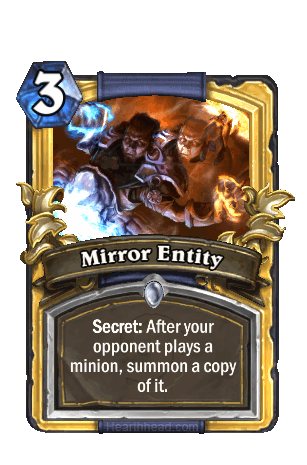 3
Mirror Entity
Secret: After your
opponent plays a
minion, summon a copy
of it.
Hearthhead.com